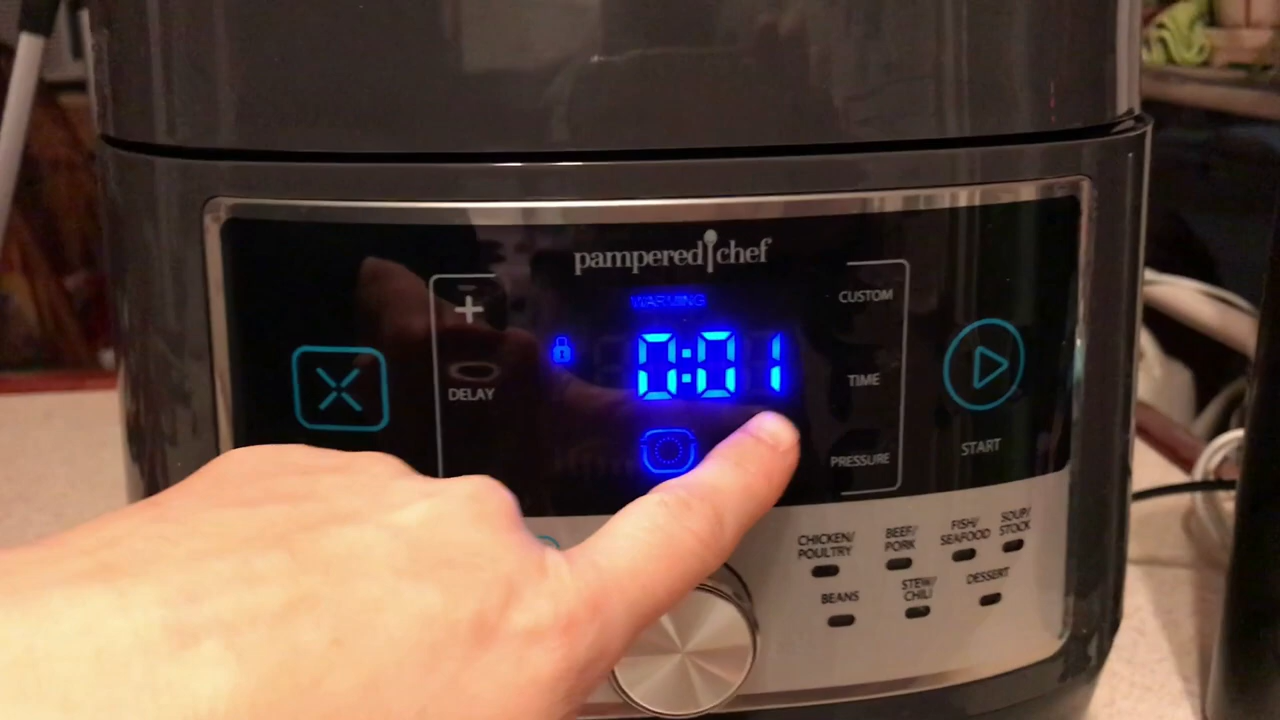 pampered chef
WARMING
0:01
+
DELAY
CUSTOM
TIME
PRESSURE
START
CHICKEN/
POULTRY
BEEF/
PORK
FISH/
SEAFOOD
SOUP/
STOCK
BEANS
STEW/
CHILI
DESSERT